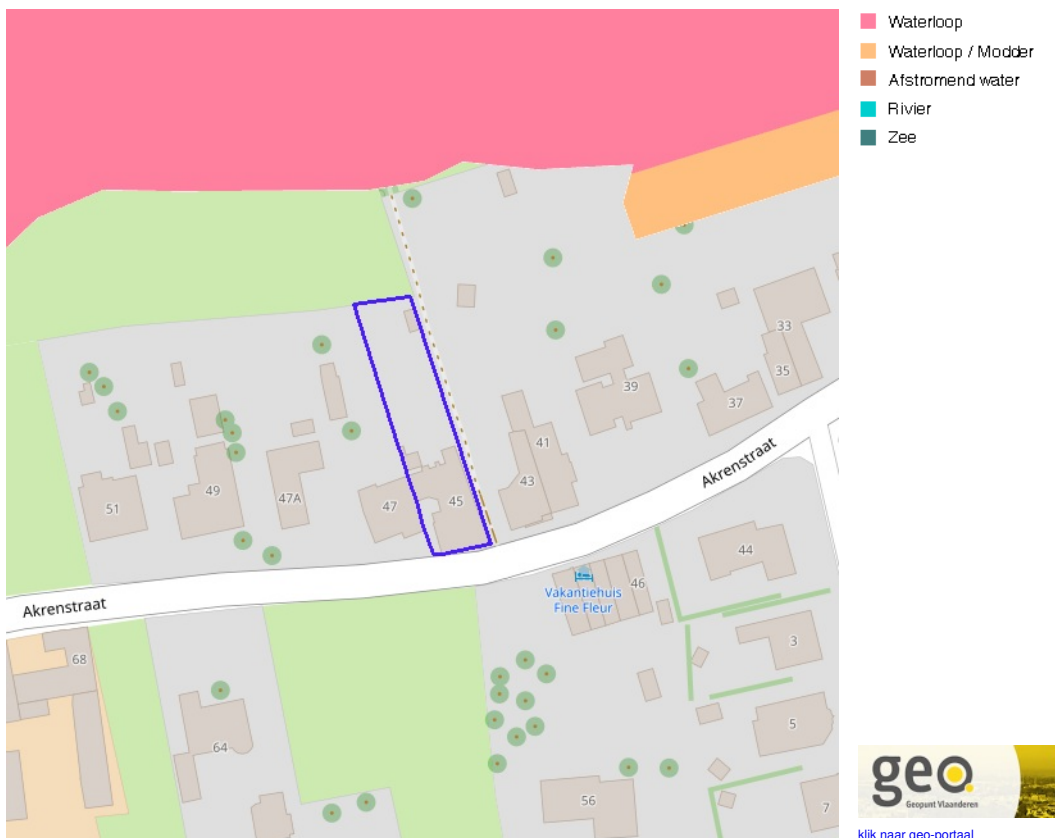 Waterloop
Waterloop / Modder
Afstromend water
Rivier
Zee
33
35
39
37
41
43
45
47
47A
49
51
Akrenstraat
44
46
Vakantiehuis
Fine Fleur
Akrenstraat
3
68
5
64
56
7
geo
Geopunt Vlaanderen
klik naar geo-portaal